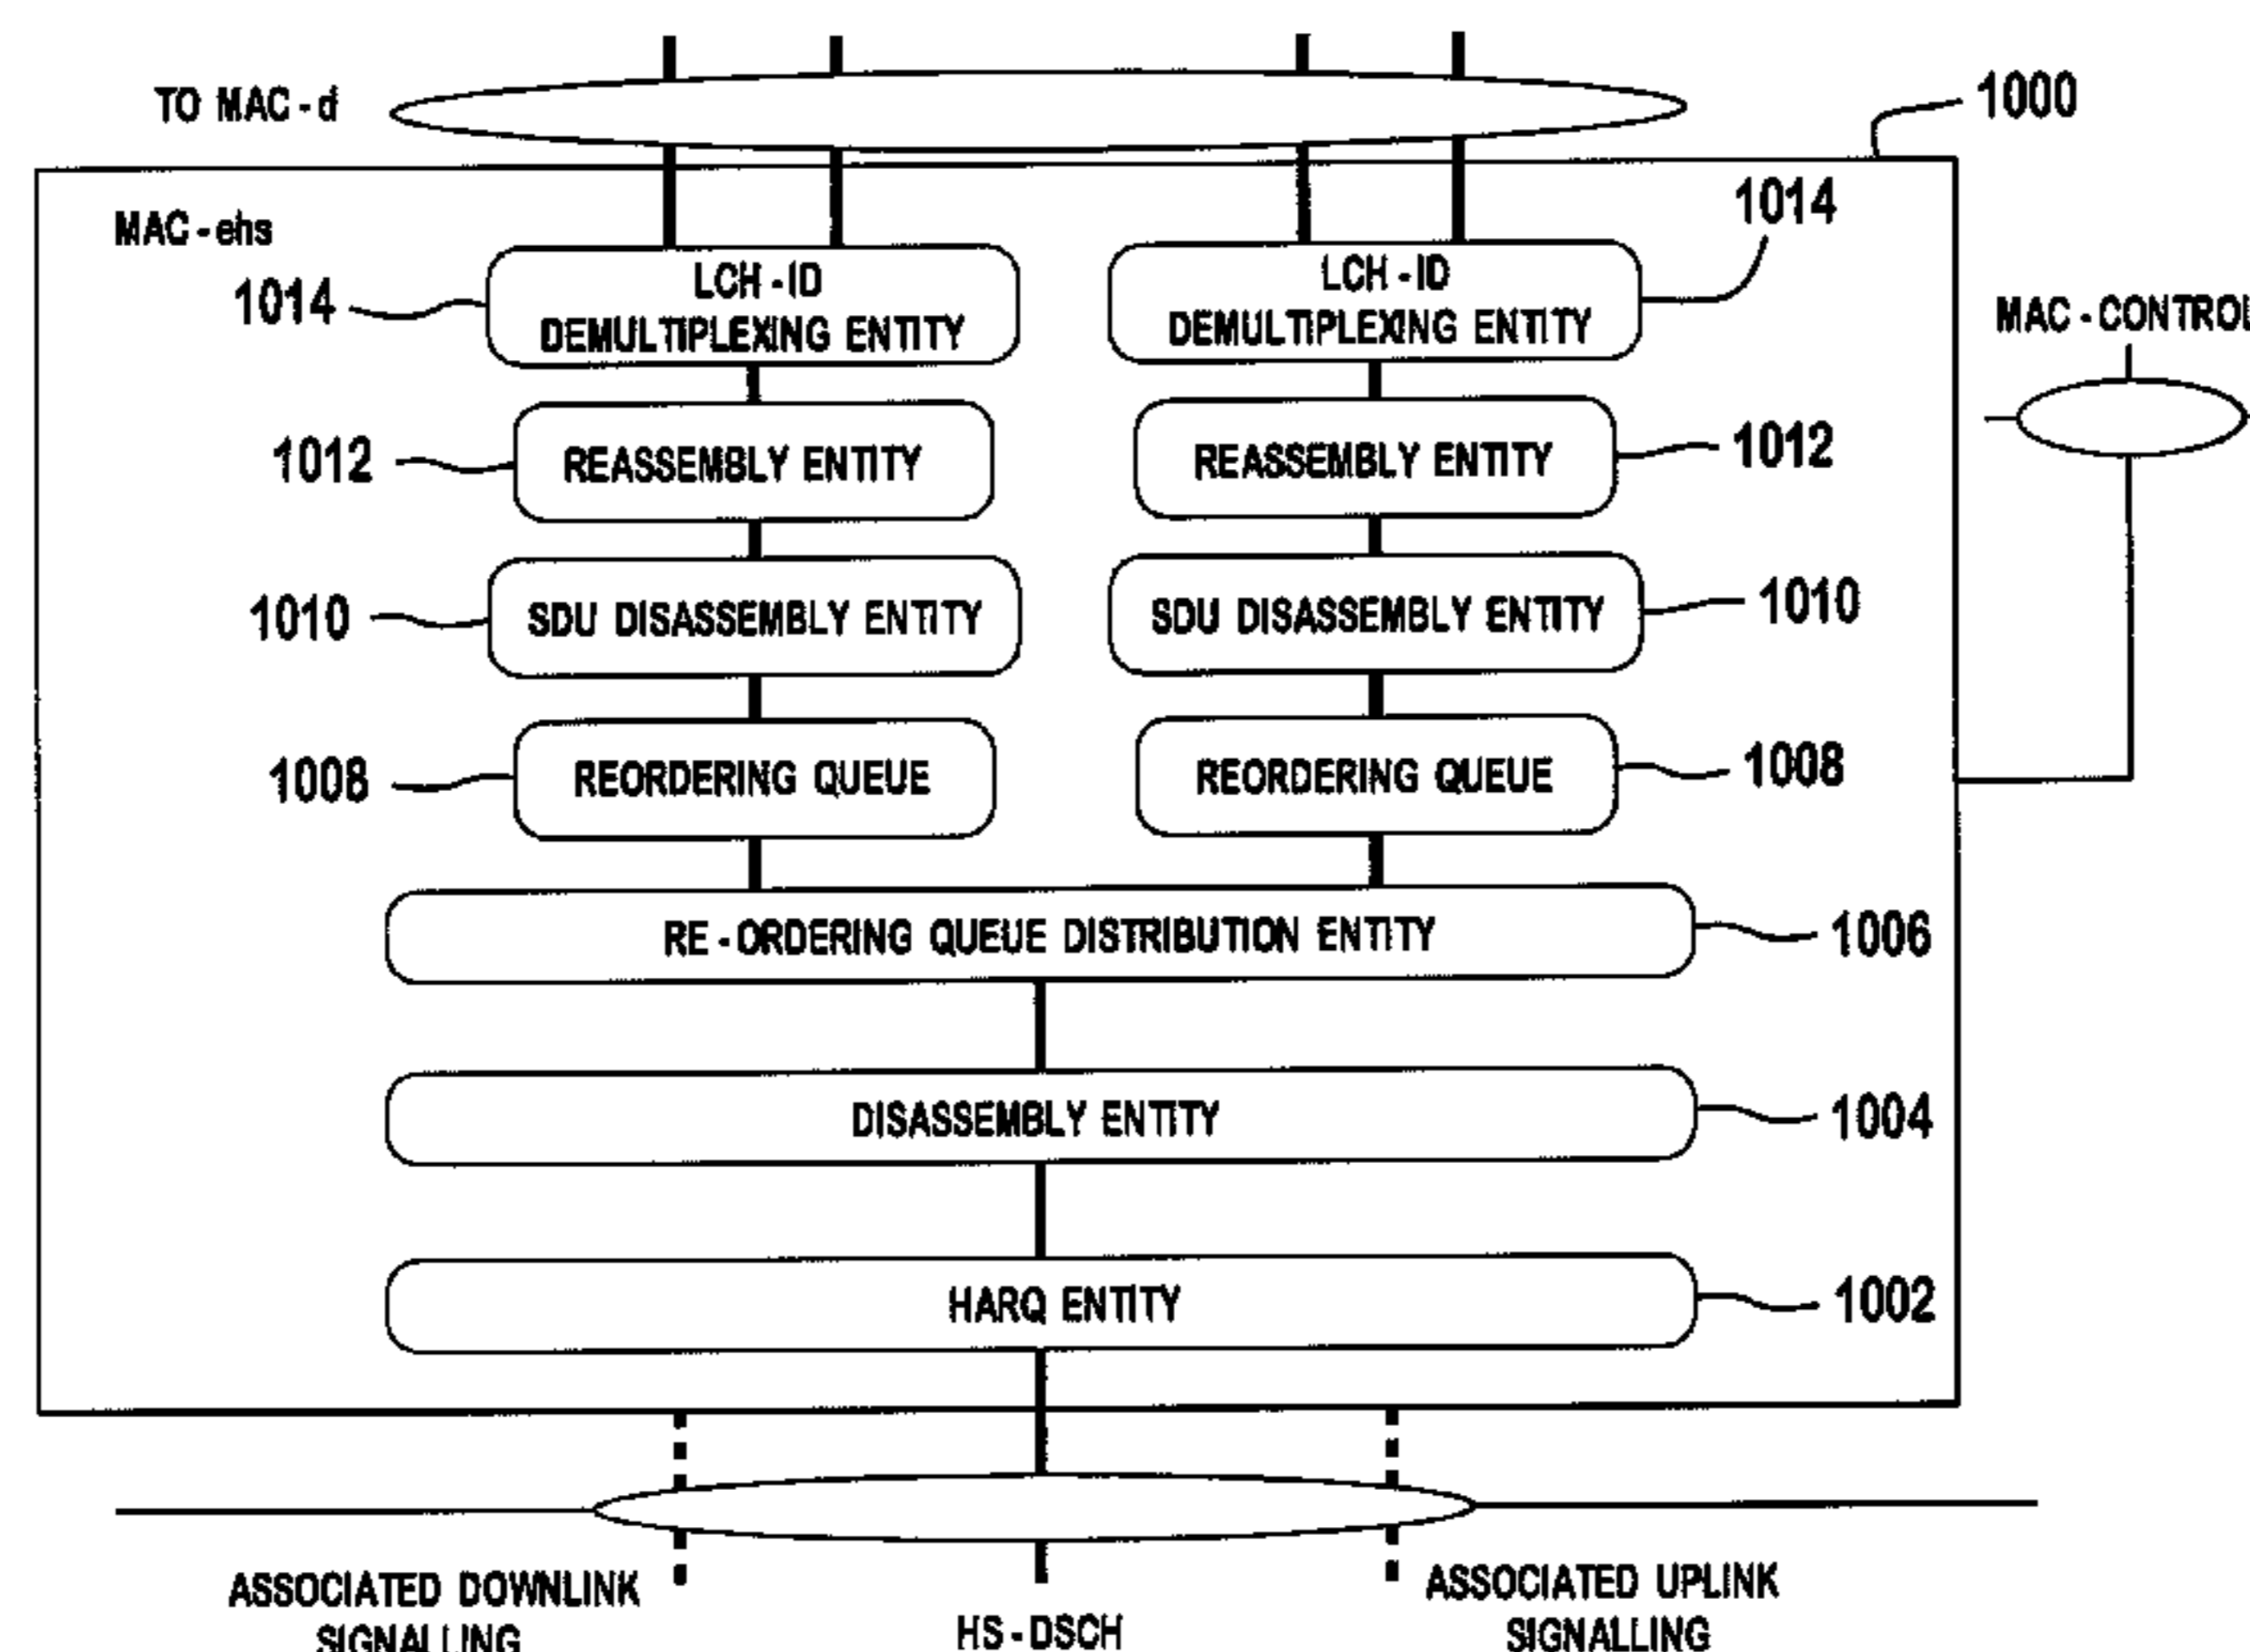 TO MAC - d
1000
MAC - ehs
1014
1014
LCH - ID
DEMULTIPLEXING ENTITY
LCH - ID
DEMULTIPLEXING ENTITY
MAC - CONTROL
1012
REASSEMBLY ENTITY
REASSEMBLY ENTITY
1012
1010
SDU DISASSEMBLY ENTITY
SDU DISASSEMBLY ENTITY
1010
1008
REORDERING QUEUE
REORDERING QUEUE
1008
RE - ORDERING QUEUE DISTRIBUTION ENTITY
1006
DISASSEMBLY ENTITY
1004
HARQ ENTITY
1002
ASSOCIATED DOWNLINK
SIGNALLING
HS - DSCH
ASSOCIATED UPLINK
SIGNALLING